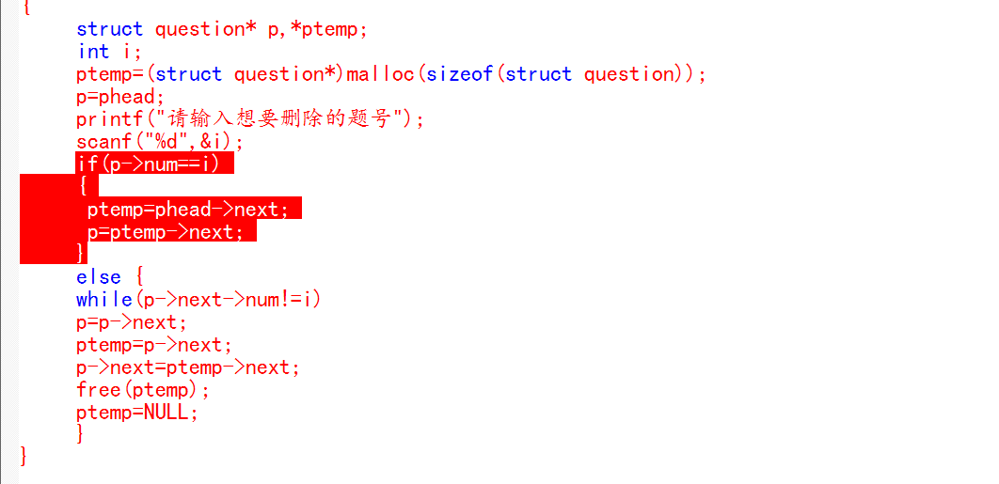 {
struct question* p,*ptemp;
int i;
ptemp=(struct question*)malloc(sizeof(struct question));
p=phead;
printf("请输入想要删除的题号");
scanf("%d",&i);
if(p->num==i)
{
ptemp=phead->next;
p=ptemp->next;
}
else {
while(p->next->num!=i)
p=p->next;
ptemp=p->next;
p->next=ptemp->next;
free(ptemp);
ptemp=NULL;
}
}